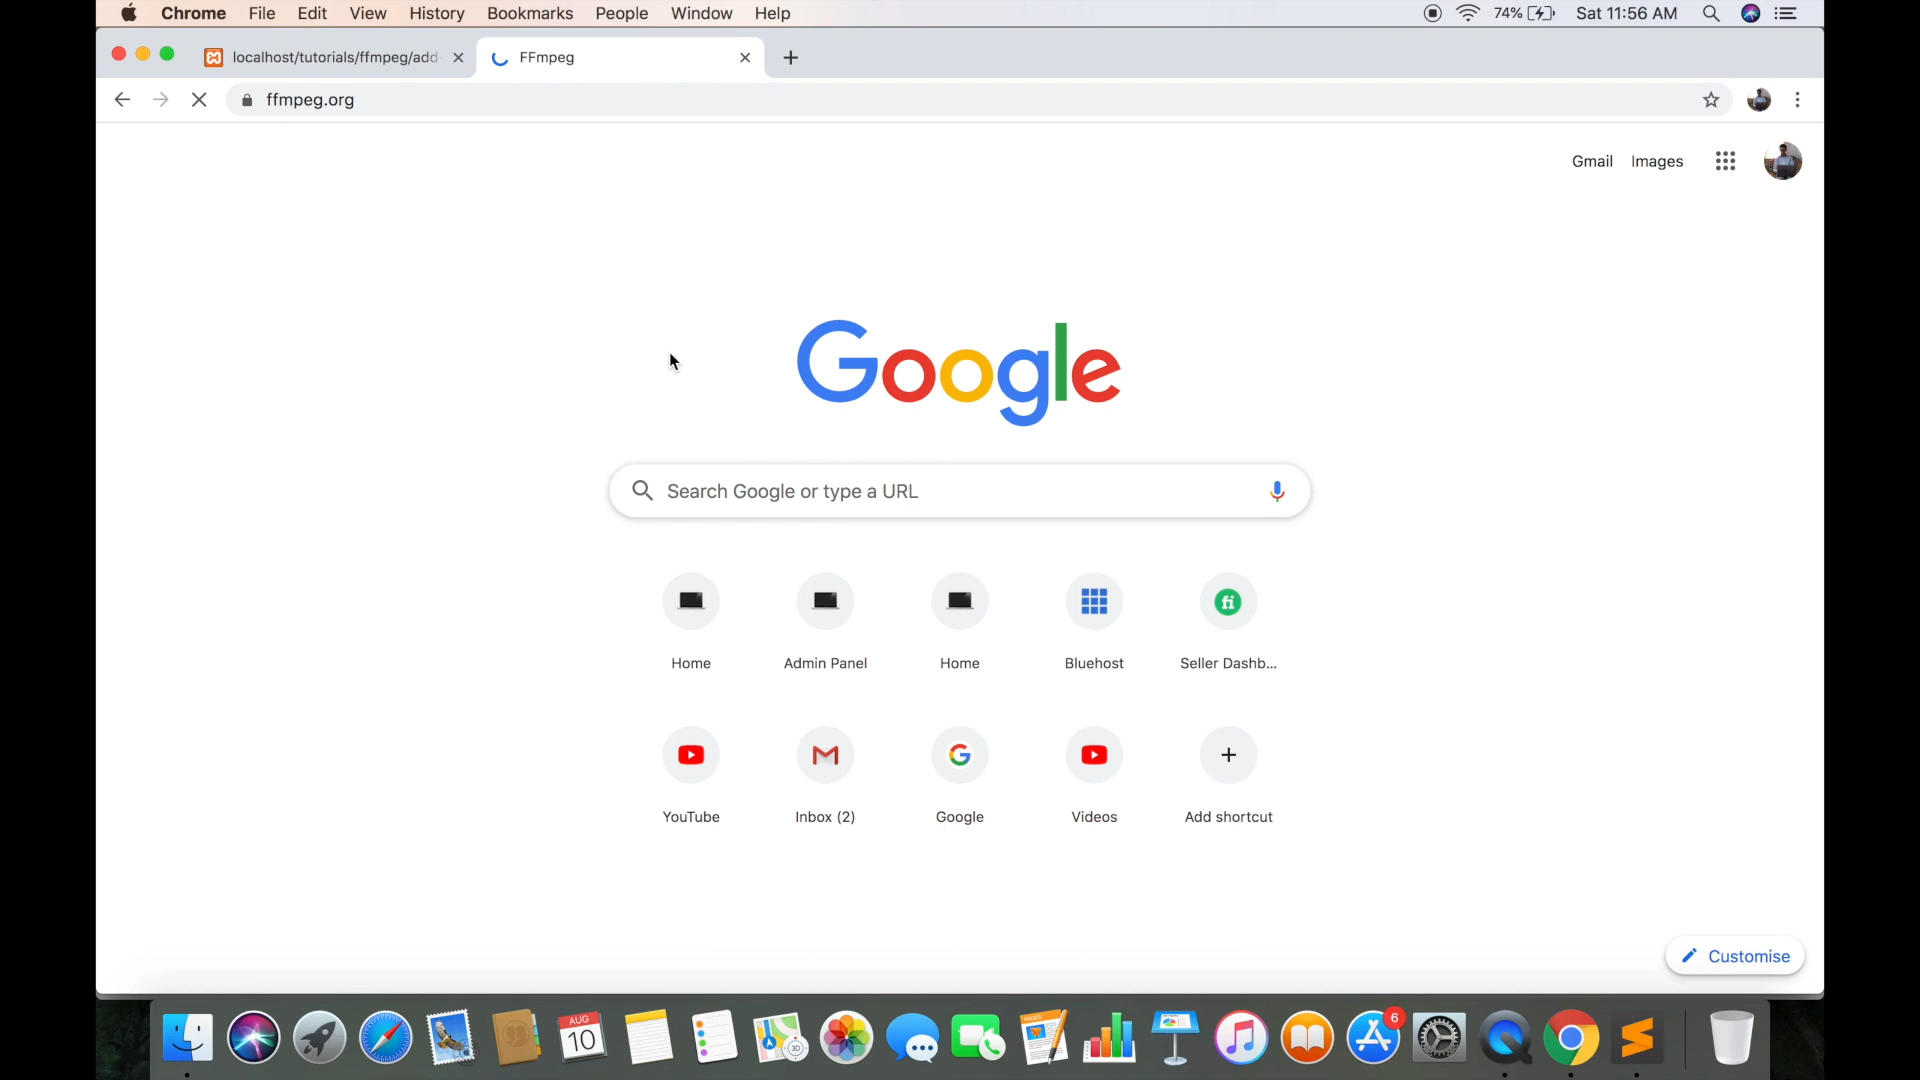 Chrome File Edit View History Bookmarks People Window Help 74% Sat 11:56 AM
localhost/tutorials/ffmpeg/add- FFmpeg
ffmpeg.org
Gmail Images
Google
Search Google or type a URL
fi
Home Admin Panel Home Bluehost Seller Dashb...
YouTube Inbox (2) Google Videos Add shortcut
Customise
AUG
10
PAGES
6